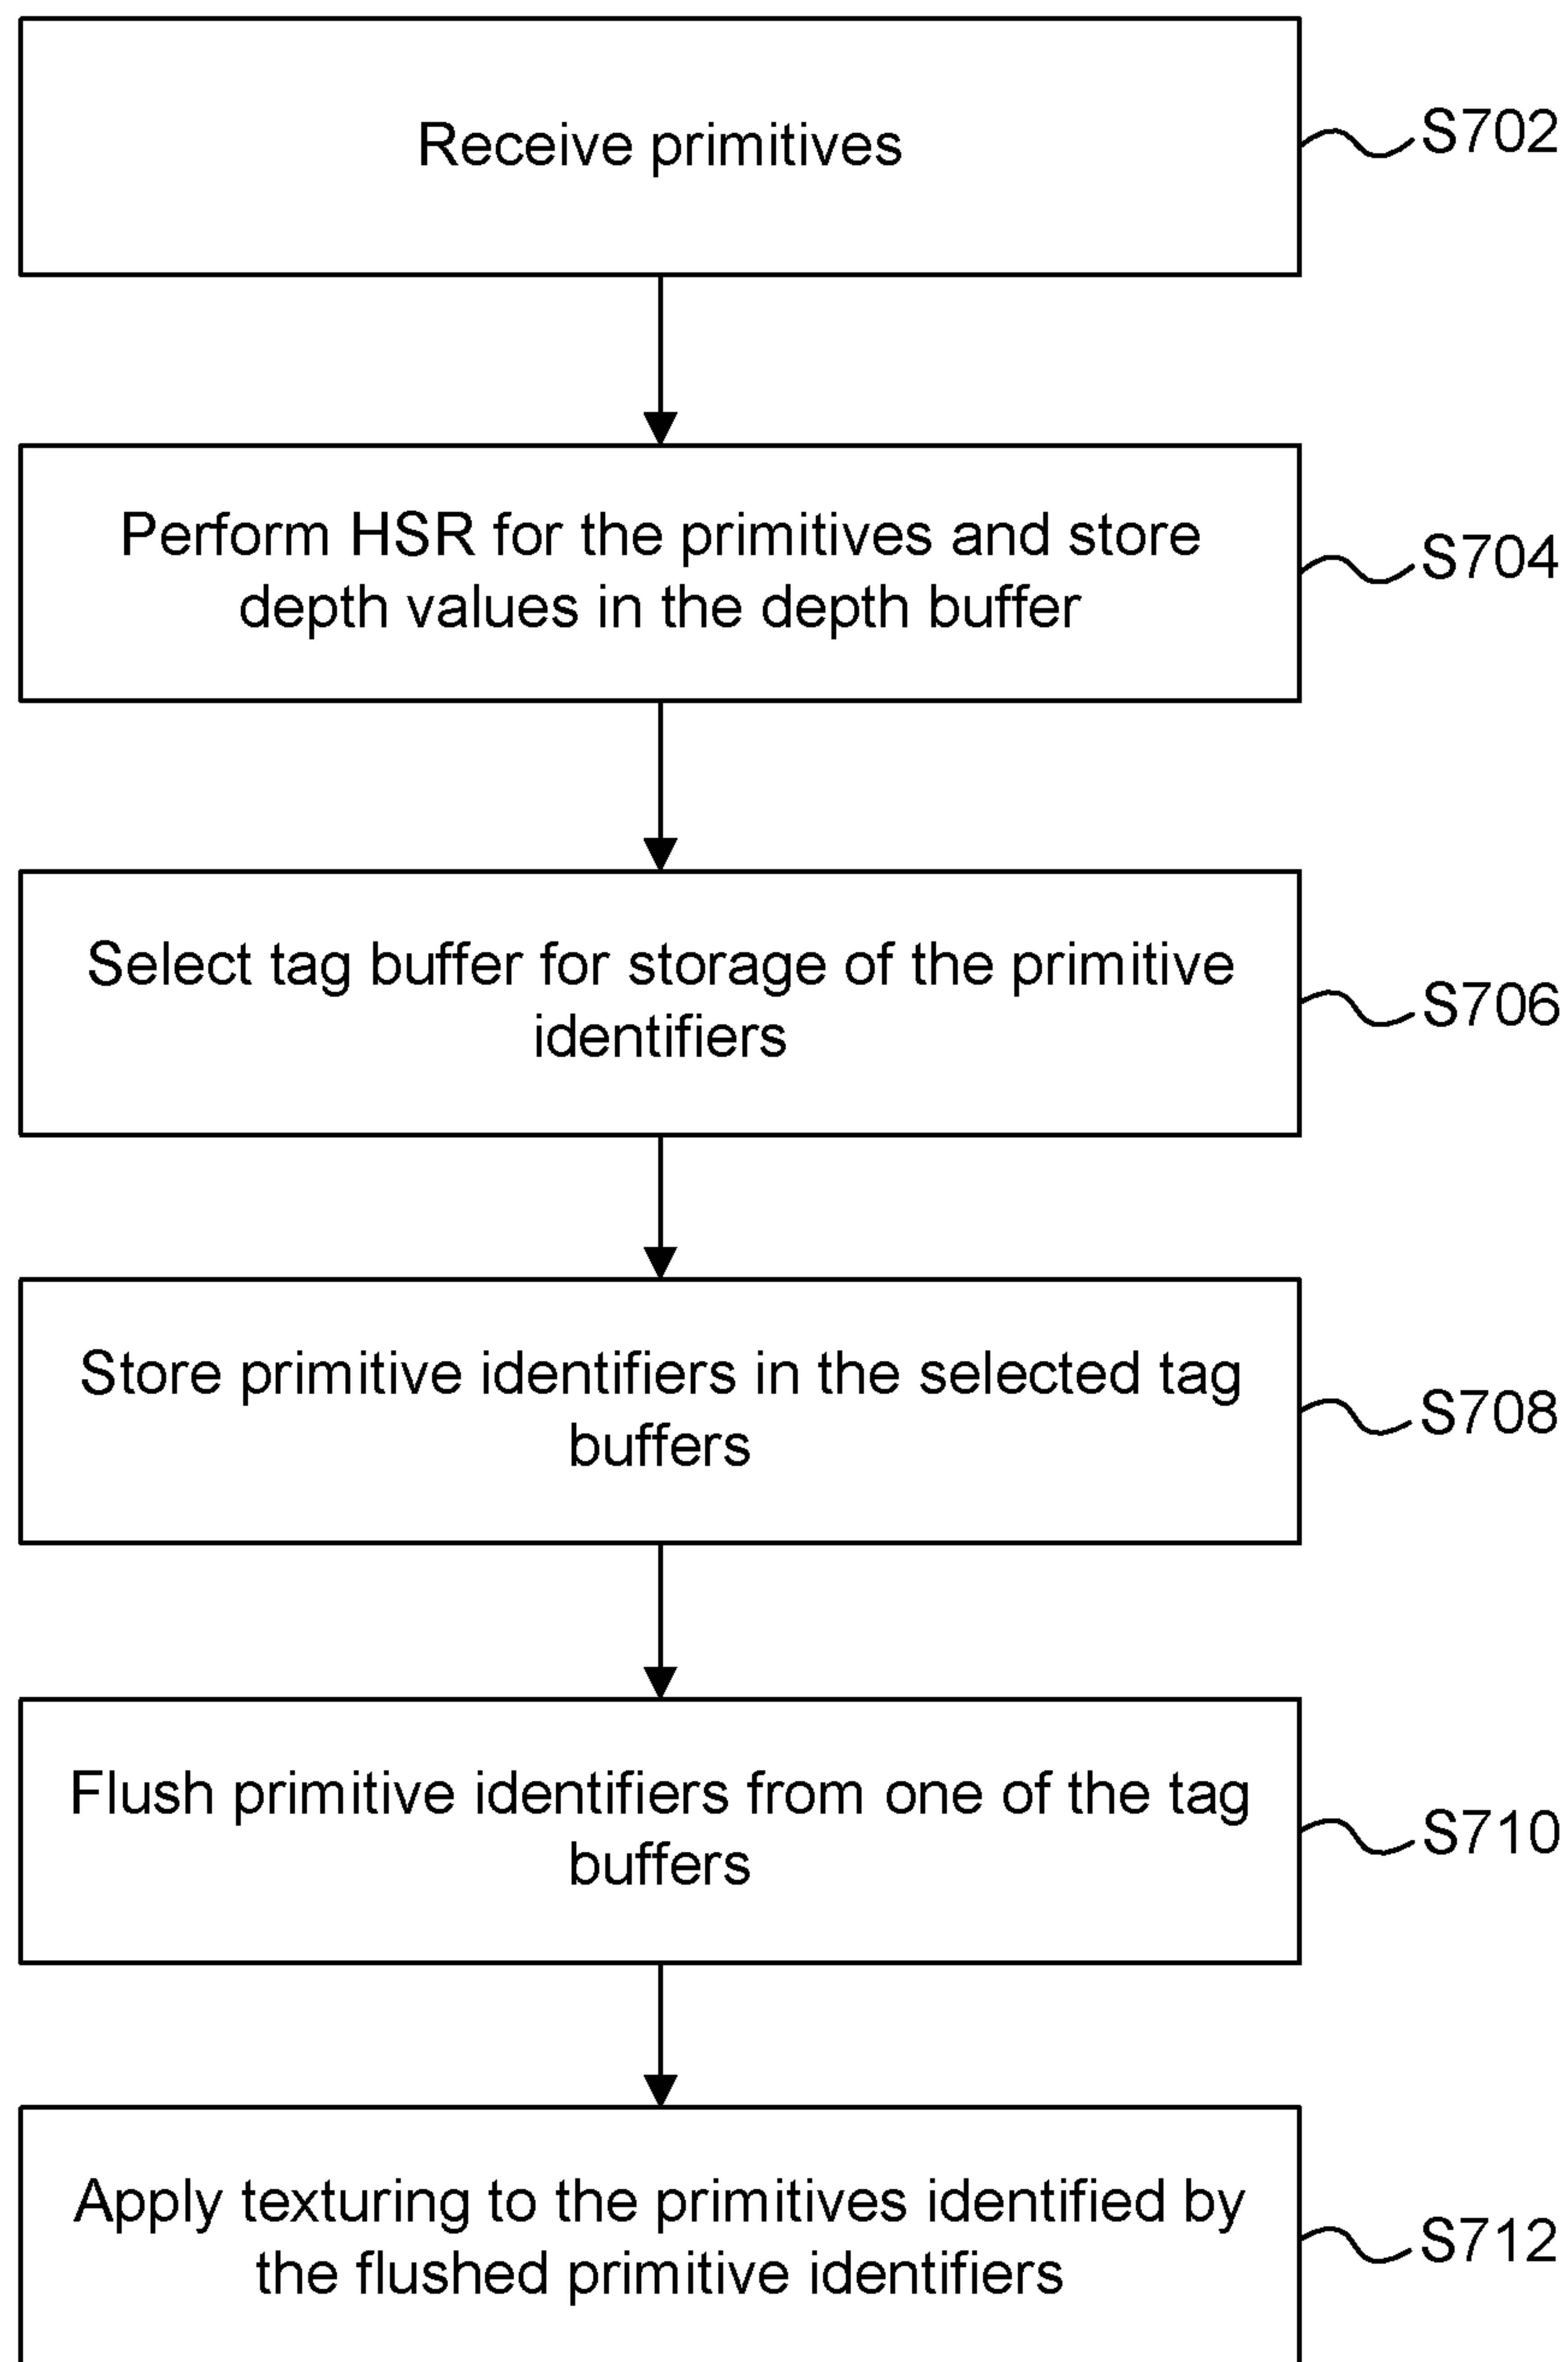 Receive primitives
S702
Perform HSR for the primitives and store
depth values in the depth buffer
S704
Select tag buffer for storage of the primitive
identifiers
S706
Store primitive identifiers in the selected tag
buffers
S708
Flush primitive identifiers from one of the tag
buffers
S710
Apply texturing to the primitives identified by
the flushed primitive identifiers
S712